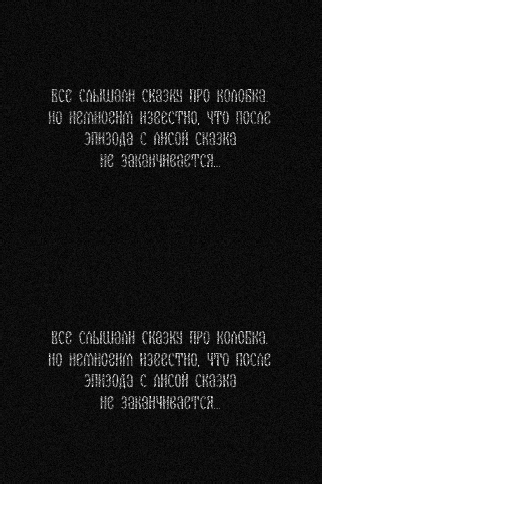 Все слышали сказку про колобка.
Но немногим известно, что после
эпизода с лисой сказка
не заканчивается...
Все слышали сказку про колобка.
Но немногим известно, что после
эпизода с лисой сказка
не заканчивается...